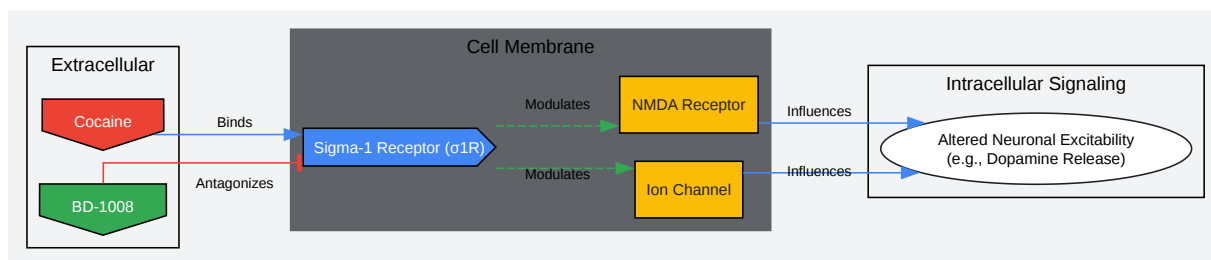 Extracellular
Cocaine
BD-1008
Binds
Antagonizes
Cell Membrane
Sigma-1 Receptor (σ1R)
Modulates
Modulates
NMDA Receptor
Ion Channel
Influences
Influences
Intracellular Signaling
Altered Neuronal Excitability
(e.g., Dopamine Release)